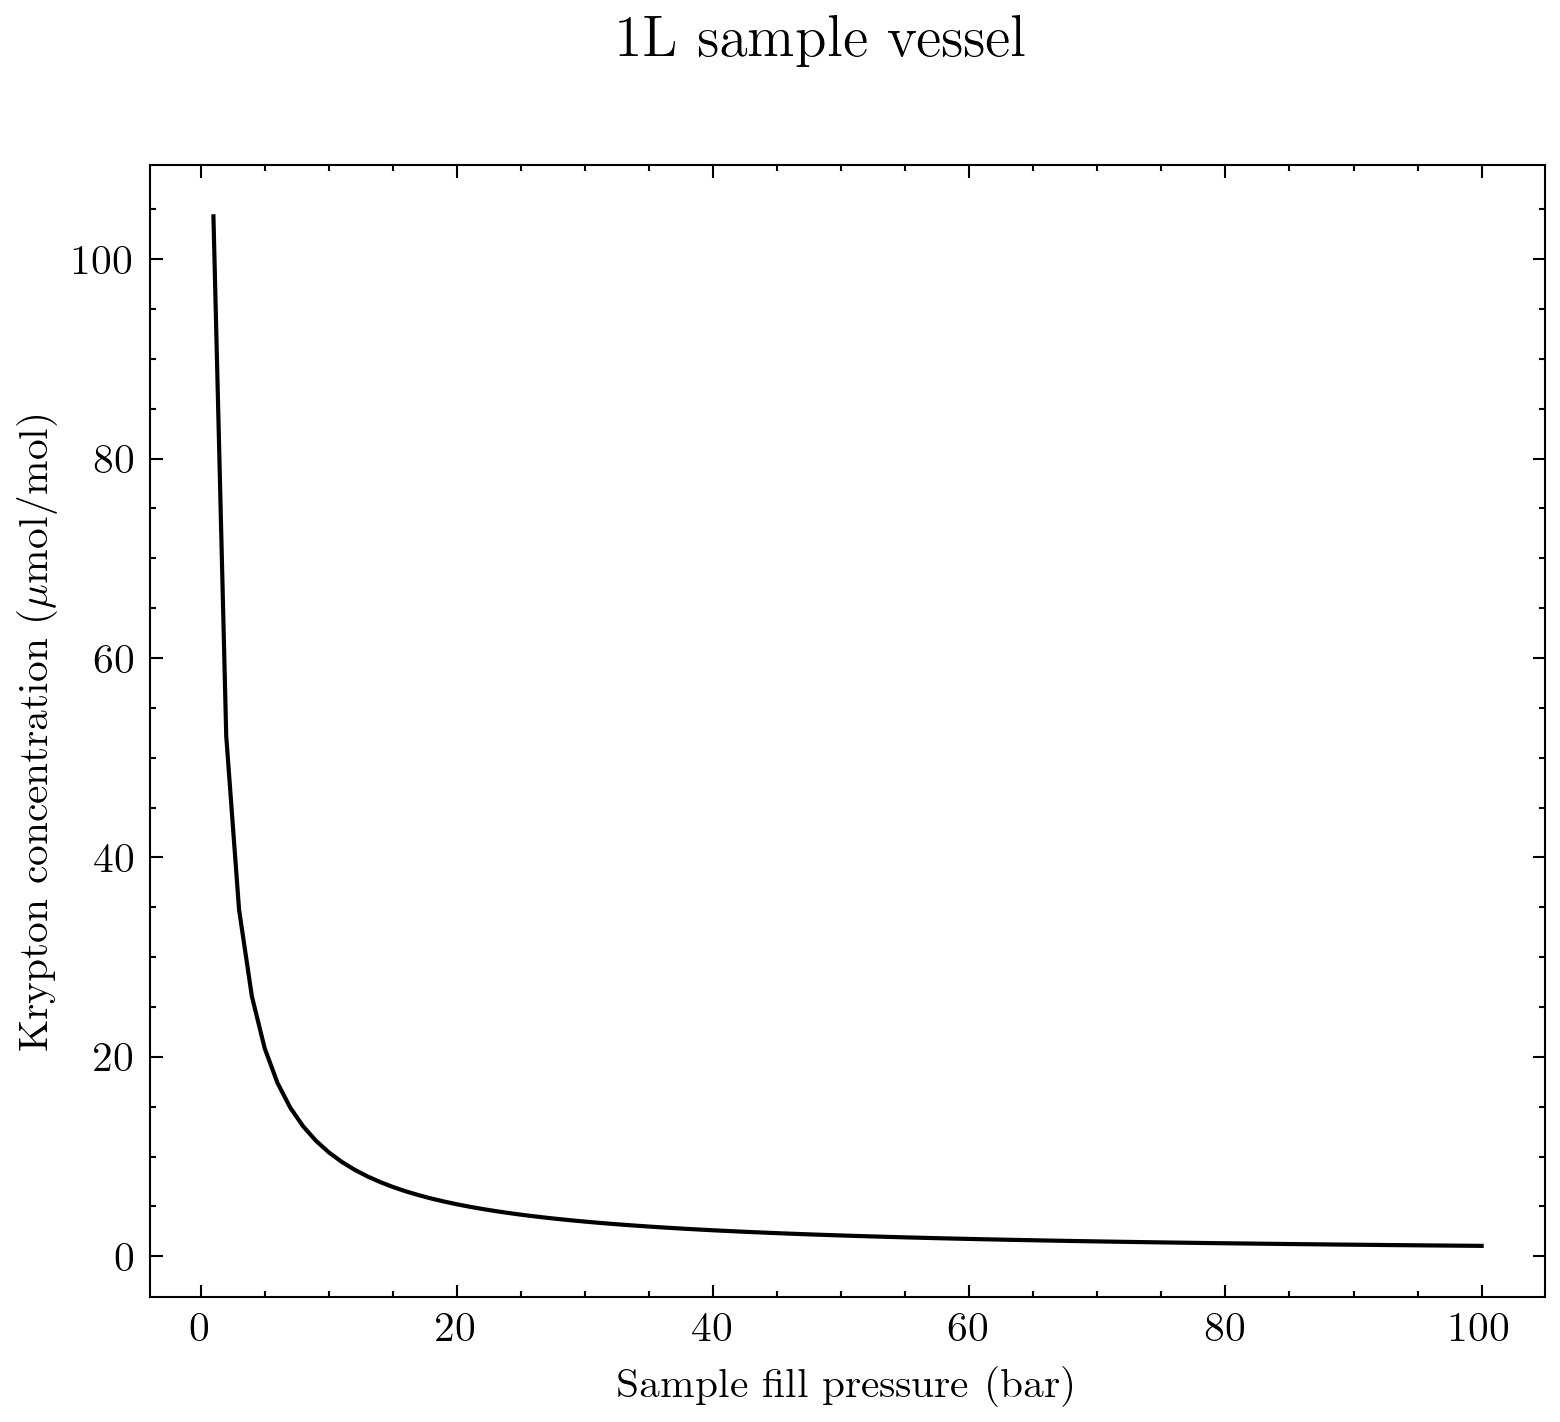 1L sample vessel
Krypton concentration (μmol/mol)
100
80
60
40
20
0
0 20 40 60 80 100
Sample fill pressure (bar)